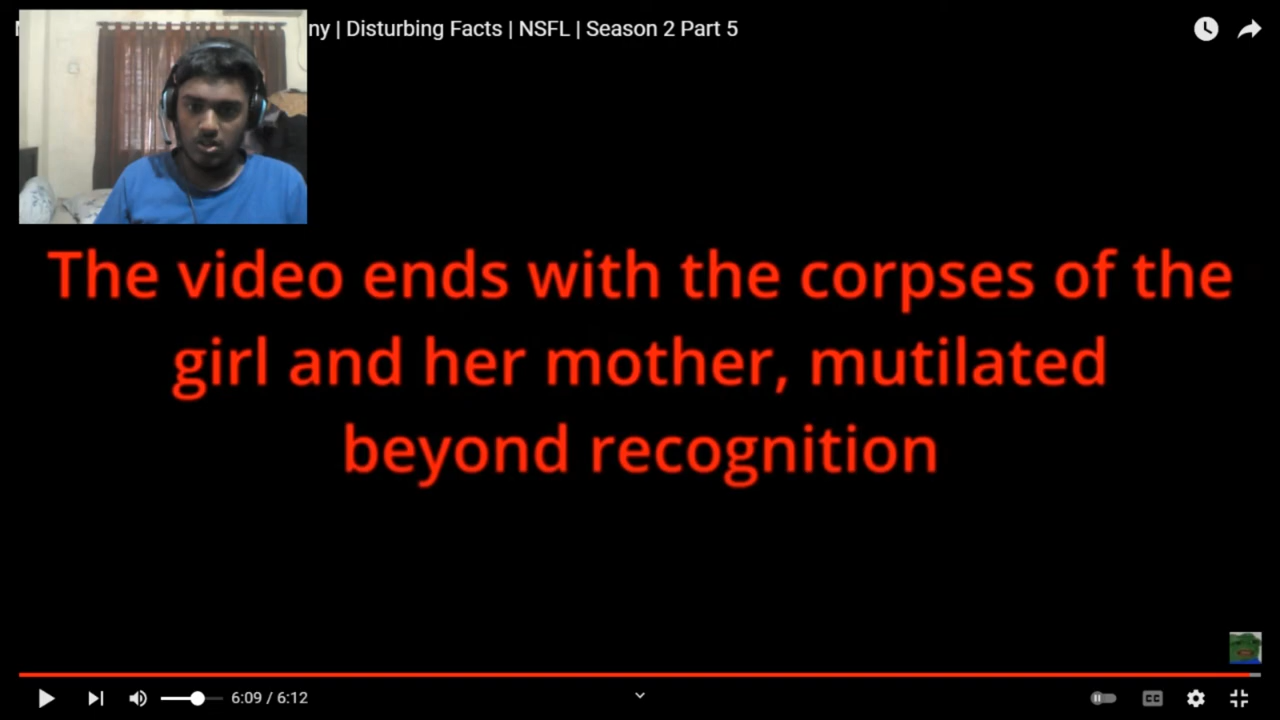 ny | Disturbing Facts | NSFL | Season 2 Part 5
The video ends with the corpses of the
girl and her mother, mutilated
beyond recognition
6:09 / 6:12
CC